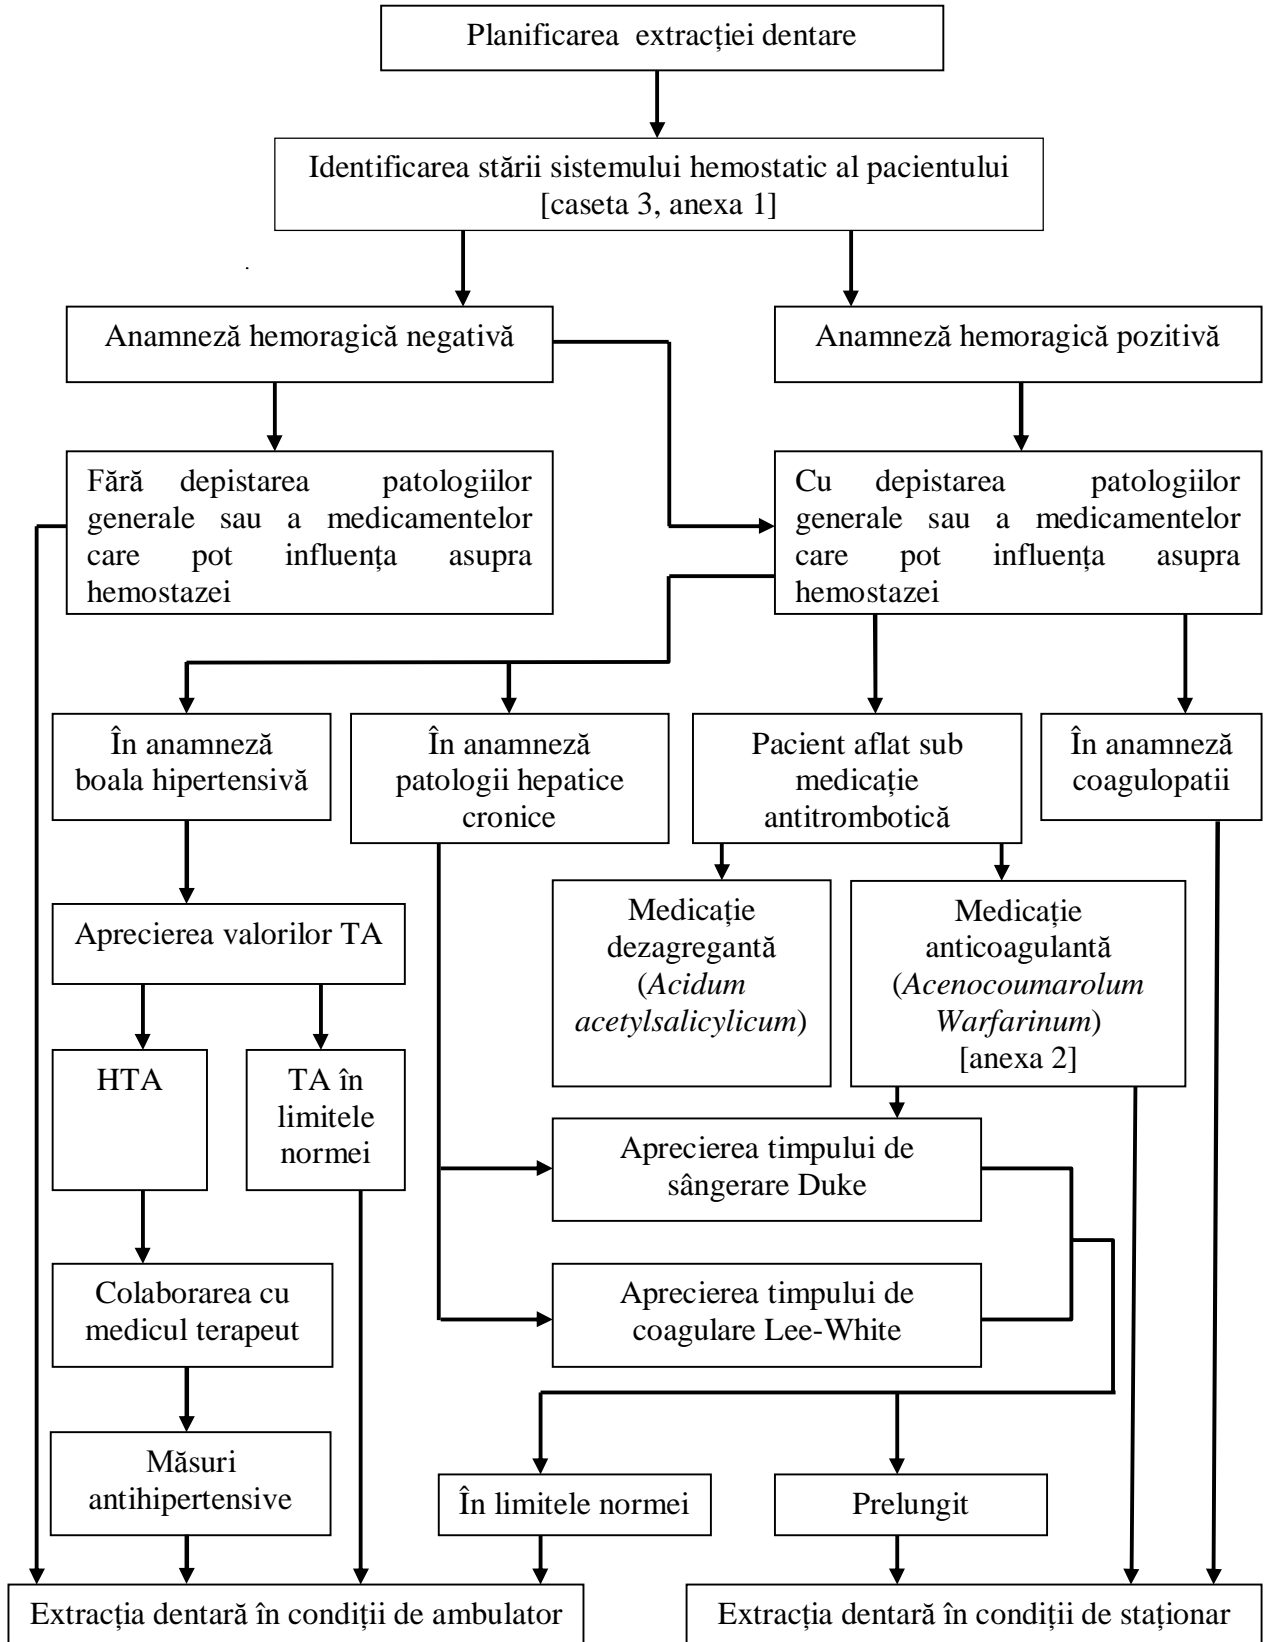 Planificarea extracției dentare
Identificarea stării sistemului hemostatic al pacientului
[caseta 3, anexa 1]
Anamneză hemoragică negativă
Anamneză hemoragică pozitivă
Fără depistarea patologiilor
generale sau a medicamentelor
care pot influența asupra
hemostazei
Cu depistarea patologiilor
generale sau a medicamentelor
care pot influența asupra
hemostazei
În anamneză
boala hipertensivă
În anamneză
patologii hepatice
cronice
Pacient aflat sub
medicație
antitrombotică
În anamneză
coagulopatii
Aprecierea valorilor TA
Medicație
dezagregantă
(Acidum
acetylsalicylicum)
Medicație
anticoagulantă
(Acenocoumarolum
Warfarinum)
[anexa 2]
HTA
TA în
limitele
normei
Aprecierea timpului de
sângerare Duke
Colaborarea cu
medicul terapeut
Aprecierea timpului de
coagulare Lee-White
Măsuri
antihipertensive
În limitele normei
Prelungit
Extracția dentară în condiții de ambulator
Extracția dentară în condiții de staționar